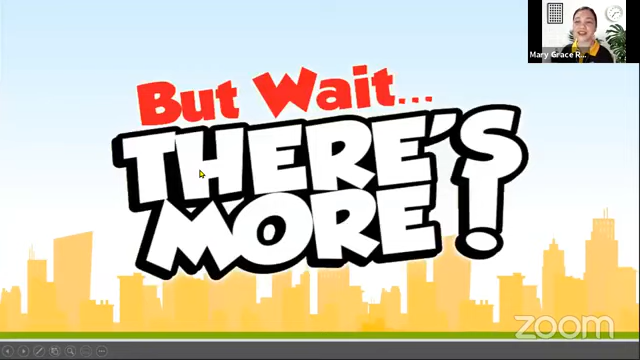 Mary Grace R...
But Wait...
THERE'S
MORE!
zoom